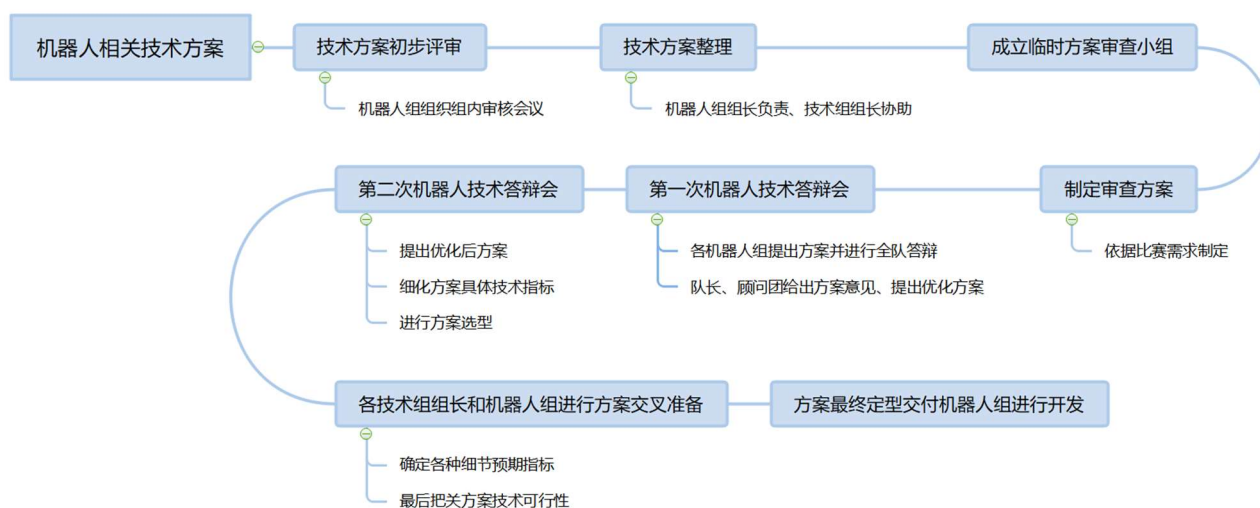 机器人相关技术方案
技术方案初步评审
机器人组组织组内审核会议
技术方案整理
机器人组组长负责、技术组组长协助
成立临时方案审查小组
制定审查方案
依据比赛需求制定
第一次机器人技术答辩会
各机器人组提出方案并进行全队答辩
队长、顾问团给出方案意见、提出优化方案
第二次机器人技术答辩会
提出优化后方案
细化方案具体技术指标
进行方案选型
各技术组组长和机器人组进行方案交叉准备
确定各种细节预期指标
最后把关方案技术可行性
方案最终定型交付机器人组进行开发